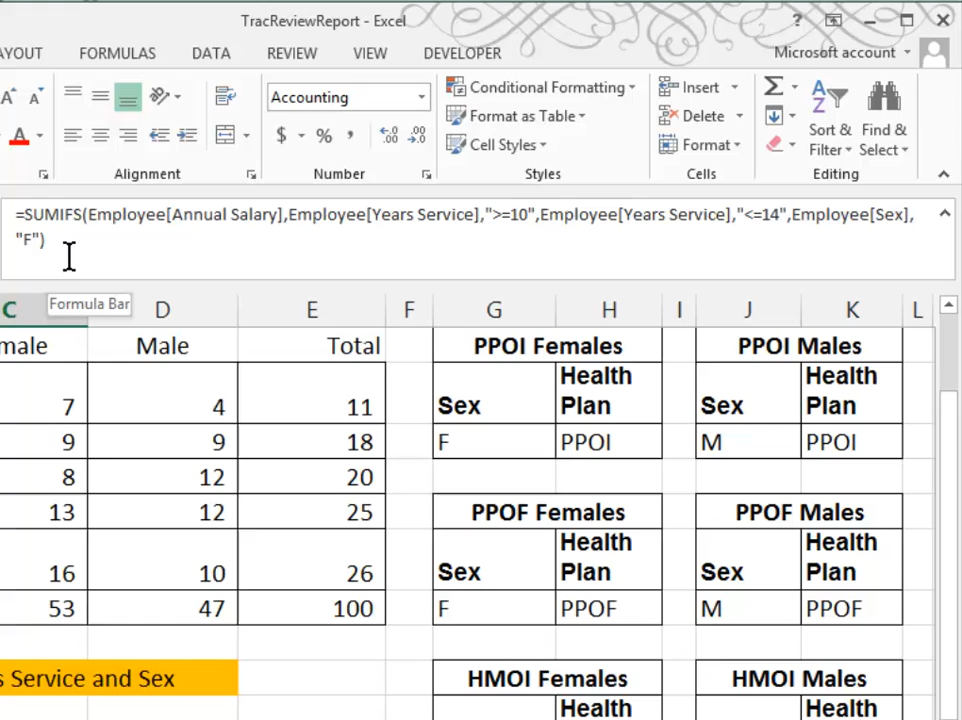 TracReviewReport - Excel
?
AYOUT FORMULAS DATA REVIEW VIEW DEVELOPER Microsoft account
A A Accounting Conditional Formatting Insert Σ A Z
A $ % , .0 .00 .00 .0 Format as Table Delete Sort & Filter Find & Select
Cell Styles Format
Alignment Number Styles Cells Editing
=SUMIFS(Employee[Annual Salary],Employee[Years Service],">=10",Employee[Years Service],"<=14",Employee[Sex],
"F")
Formula Bar
C D E F G H I J K L
male Male Total PPOI Females PPOI Males
7 4 11 Sex Health Plan Sex Health Plan
9 9 18 F PPOI M PPOI
8 12 20
13 12 25 PPOF Females PPOF Males
16 10 26 Sex Health Plan Sex Health Plan
53 47 100 F PPOF M PPOF
s Service and Sex HMOI Females HMOI Males
Health Health